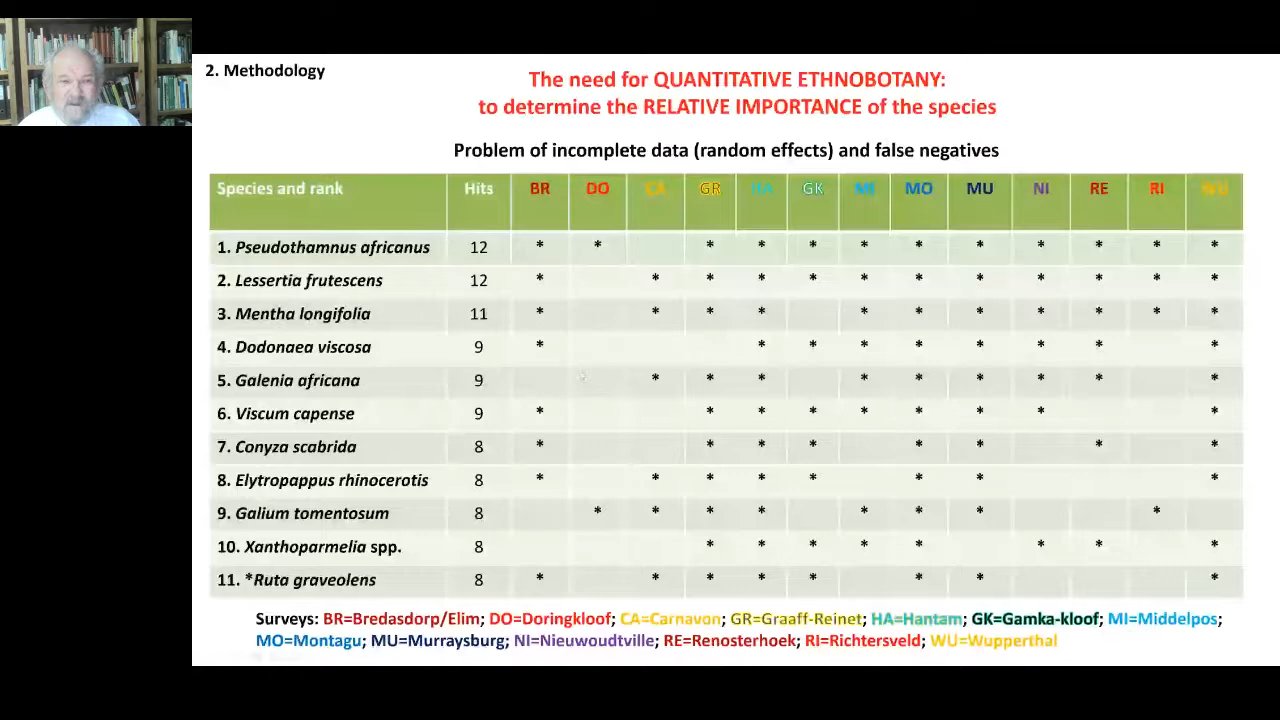 2. Methodology
The need for QUANTITATIVE ETHNOBOTANY:
to determine the RELATIVE IMPORTANCE of the species
Problem of incomplete data (random effects) and false negatives
Species and rank Hits BR DO CA GR HA GK MI MO MU NI RE RI WU
1. Pseudothamnus africanus 12 * * * * * * * * * * * *
2. Lessertia frutescens 12 * * * * * * * * * * * *
3. Mentha longifolia 11 * * * * * * * * * * *
4. Dodonaea viscosa 9 * * * * * * * * *
5. Galenia africana 9 * * * * * * * * *
6. Viscum capense 9 * * * * * * * * *
7. Conyza scabrida 8 * * * * * * * *
8. Elytropappus rhinocerotis 8 * * * * * * * *
9. Galium tomentosum 8 * * * * * * * *
10. Xanthoparmelia spp. 8 * * * * * * * *
11. *Ruta graveolens 8 * * * * * * * *
Surveys: BR=Bredasdorp/Elim; DO=Doringkloof; CA=Carnavon; GR=Graaff-Reinet; HA=Hantam; GK=Gamka-kloof; MI=Middelpos;
MO=Montagu; MU=Murraysburg; NI=Nieuwoudtville; RE=Renosterhoek; RI=Richtersveld; WU=Wupperthal